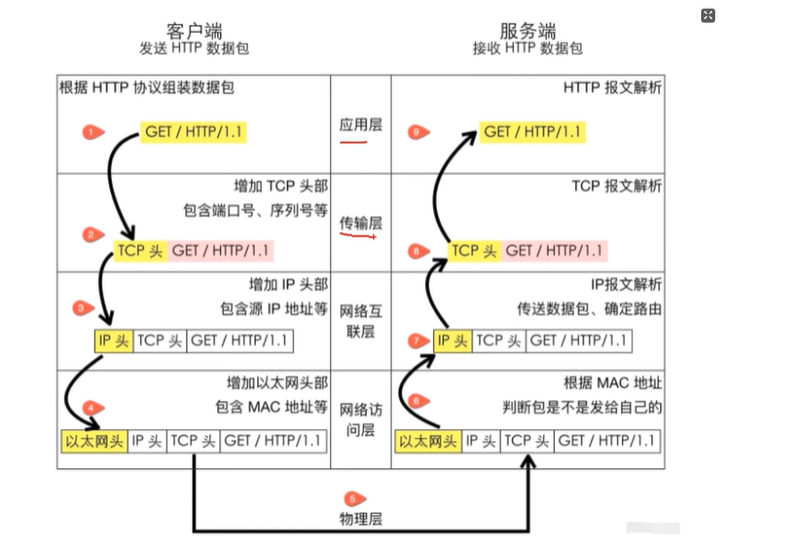 客户端
发送 HTTP 数据包
服务端
接收 HTTP 数据包
根据 HTTP 协议组装数据包
1
GET / HTTP/1.1
应用层
HTTP 报文解析
9
GET / HTTP/1.1
增加 TCP 头部
包含端口号、序列号等
2
TCP 头 GET / HTTP/1.1
传输层
TCP 报文解析
8
TCP 头 GET / HTTP/1.1
增加 IP 头部
包含源 IP 地址等
3
IP 头 TCP 头 GET / HTTP/1.1
网络互
联层
IP报文解析
传送数据包、确定路由
7
IP 头 TCP 头 GET / HTTP/1.1
增加以太网头部
包含 MAC 地址等
4
以太网头 IP 头 TCP 头 GET / HTTP/1.1
网络访
问层
根据 MAC 地址
判断包是不是发给自己的
6
以太网头 IP 头 TCP 头 GET / HTTP/1.1
5
物理层